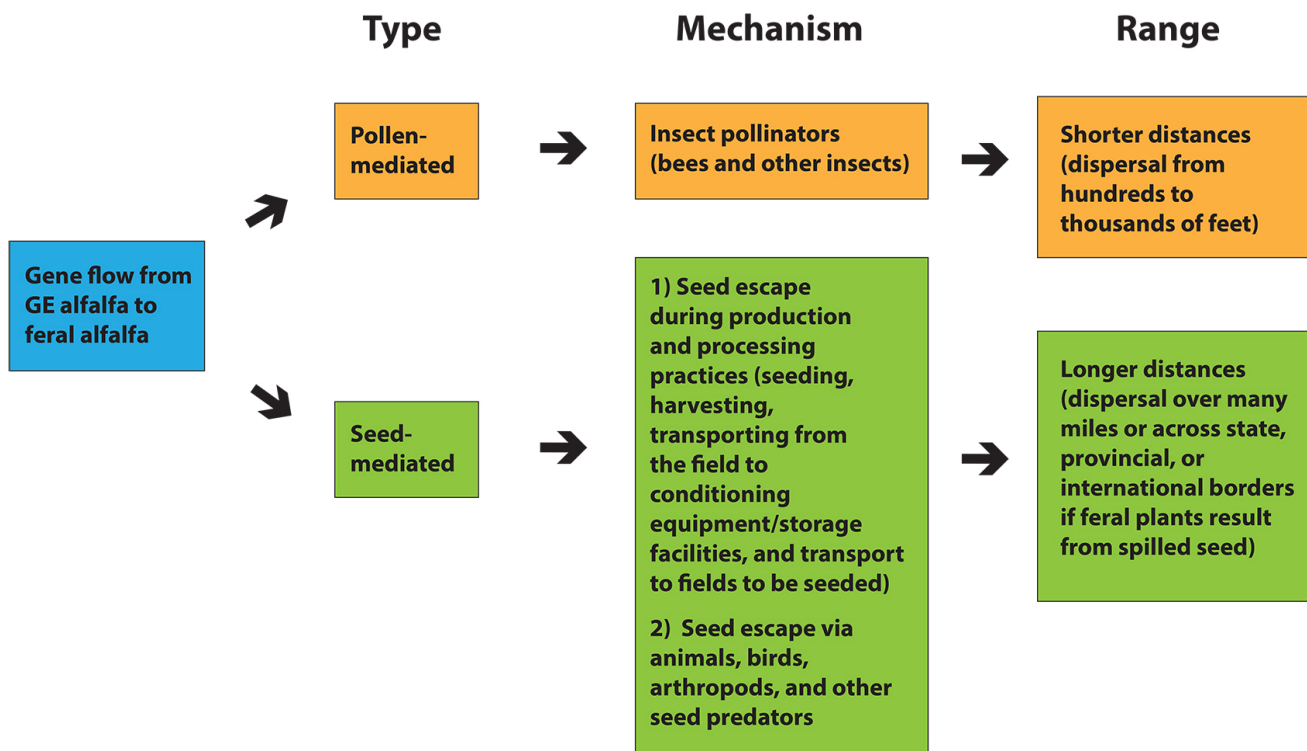 Type
Mechanism
Range
Gene flow from
GE alfalfa to
feral alfalfa
Pollen-
mediated
Insect pollinators
(bees and other insects)
Shorter distances
(dispersal from
hundreds to
thousands of feet)
Seed-
mediated
1) Seed escape
during production
and processing
practices (seeding,
harvesting,
transporting from
the field to
conditioning
equipment/storage
facilities, and transport
to fields to be seeded)
2) Seed escape via
animals, birds,
arthropods, and other
seed predators
Longer distances
(dispersal over many
miles or across state,
provincial, or
international borders
if feral plants result
from spilled seed)